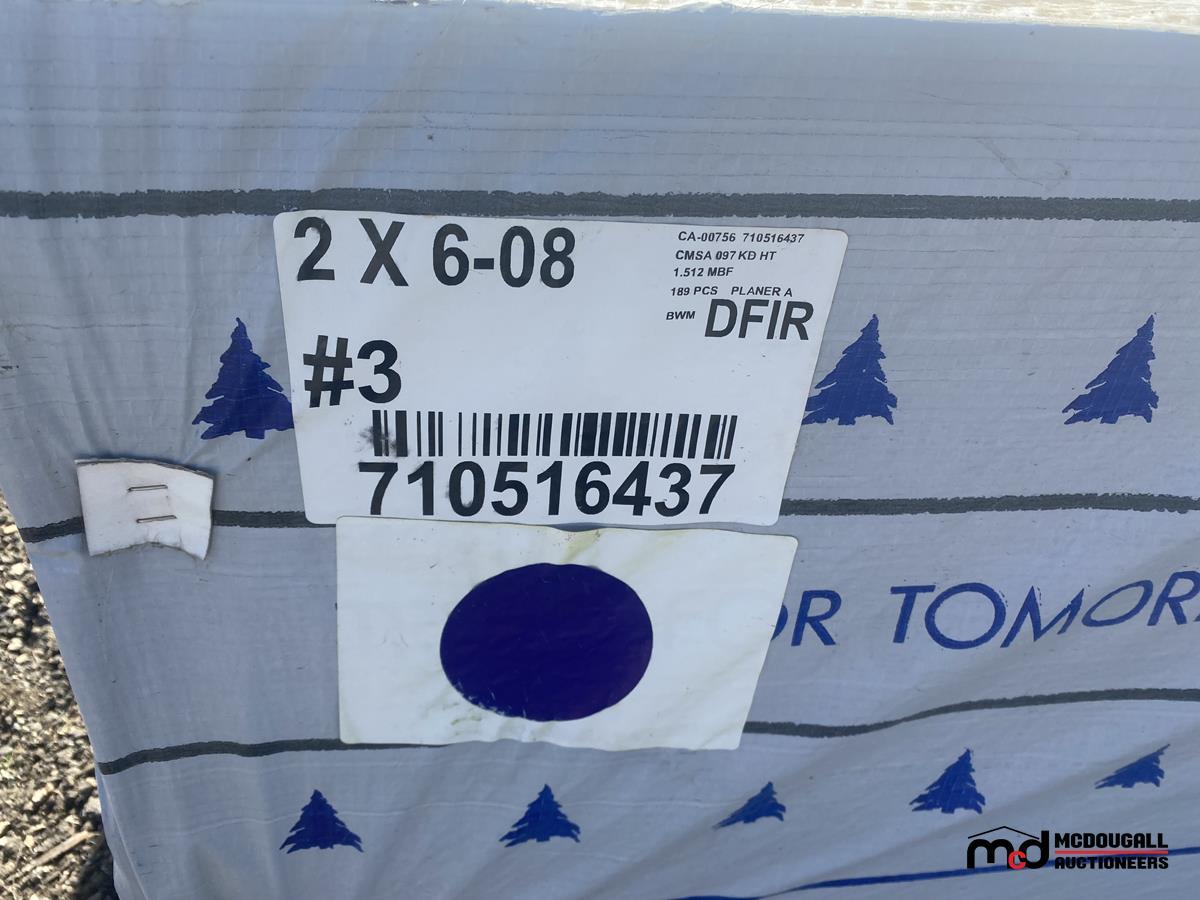 2 X 6-08
CA-00756 710516437
CMSA 097 KD HT
1.512 MBF
189 PCS PLANER A
BWM DFIR
#3
710516437
OR TOMOR
mcd MCDOUGALL
AUCTIONEERS